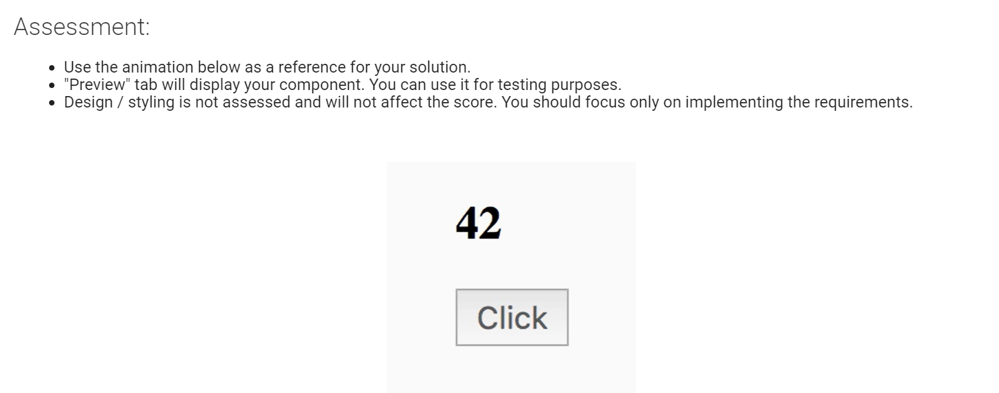 Assessment:
Use the animation below as a reference for your solution.
"Preview" tab will display your component. You can use it for testing purposes.
Design / styling is not assessed and will not affect the score. You should focus only on implementing the requirements.
42
Click